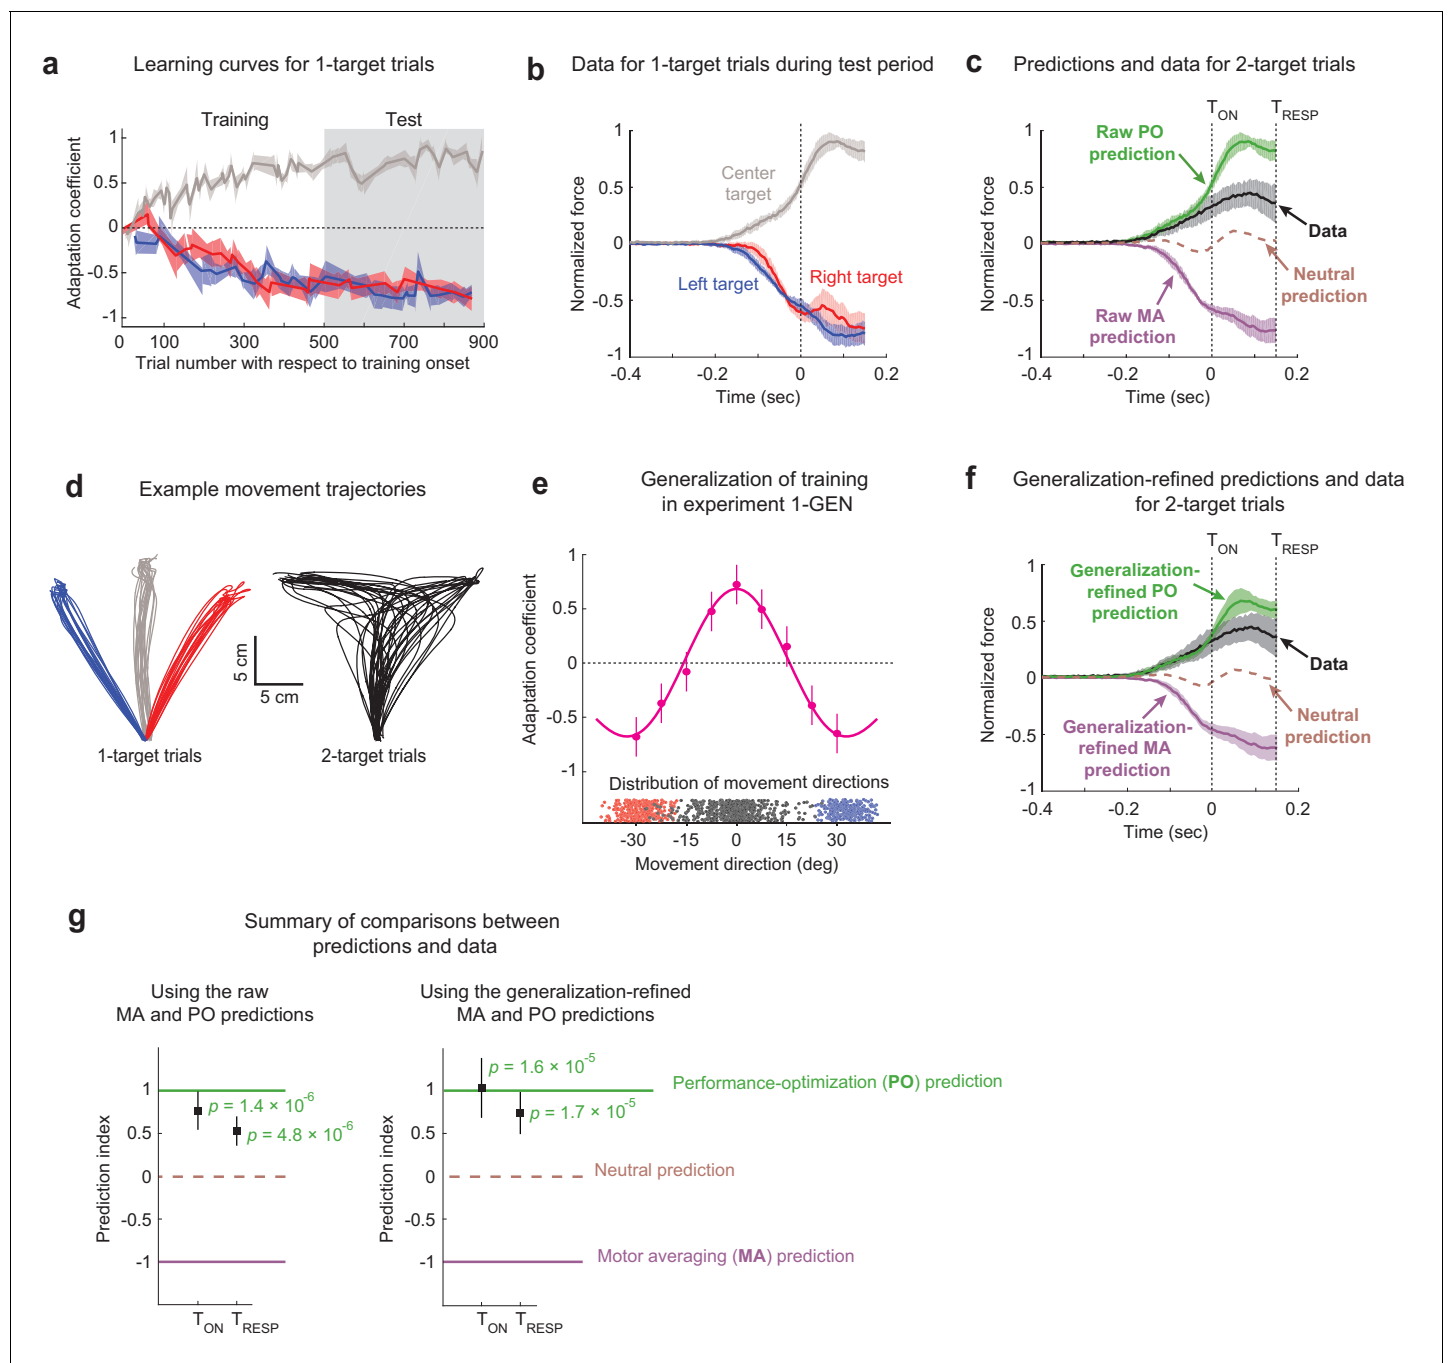 a
Learning curves for 1-target trials
Training
Test
Adaptation coefficient
1
0.5
0
-0.5
-1
0
100
300
500
700
900
Trial number with respect to training onset
b
Data for 1-target trials during test period
Normalized force
1
0.5
0
-0.5
-1
Center
target
Left target
Right target
-0.4
-0.2
0
0.2
Time (sec)
c
Predictions and data for 2-target trials
T_ON
T_RESP
Normalized force
1
0.5
0
-0.5
-1
Raw PO
prediction
Data
Neutral
prediction
Raw MA
prediction
-0.4
-0.2
0
0.2
Time (sec)
d
Example movement trajectories
5 cm
5 cm
1-target trials
2-target trials
e
Generalization of training
in experiment 1-GEN
Adaptation coefficient
1
0.5
0
-0.5
-1
Distribution of movement directions
-30
-15
0
15
30
Movement direction (deg)
f
Generalization-refined predictions and data
for 2-target trials
T_ON
T_RESP
Normalized force
1
0.5
0
-0.5
-1
Generalization-
refined PO
prediction
Data
Neutral
prediction
Generalization-
refined MA
prediction
-0.4
-0.2
0
0.2
Time (sec)
g
Summary of comparisons between
predictions and data
Using the raw
MA and PO predictions
Prediction index
1
0.5
0
-0.5
-1
p = 1.4 × 10^-6
p = 4.8 × 10^-6
T_ON
T_RESP
Using the generalization-refined
MA and PO predictions
Prediction index
1
0.5
0
-0.5
-1
p = 1.6 × 10^-5
p = 1.7 × 10^-5
Performance-optimization (PO) prediction
Neutral prediction
Motor averaging (MA) prediction
T_ON
T_RESP